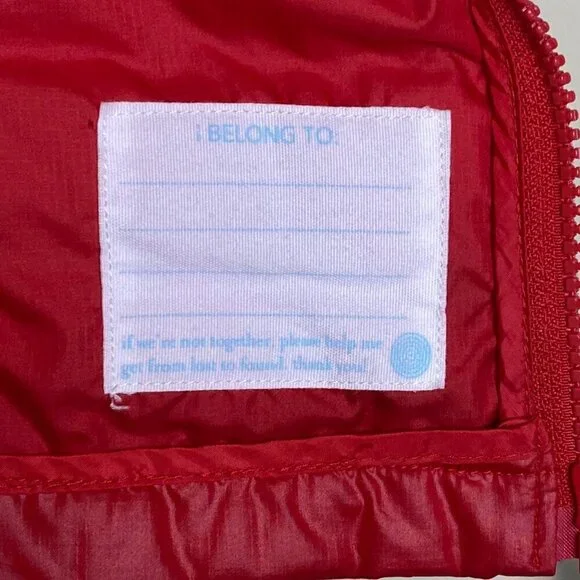 i BELONG TO:
if we're not together, please help me
get from lost to found. thank you!